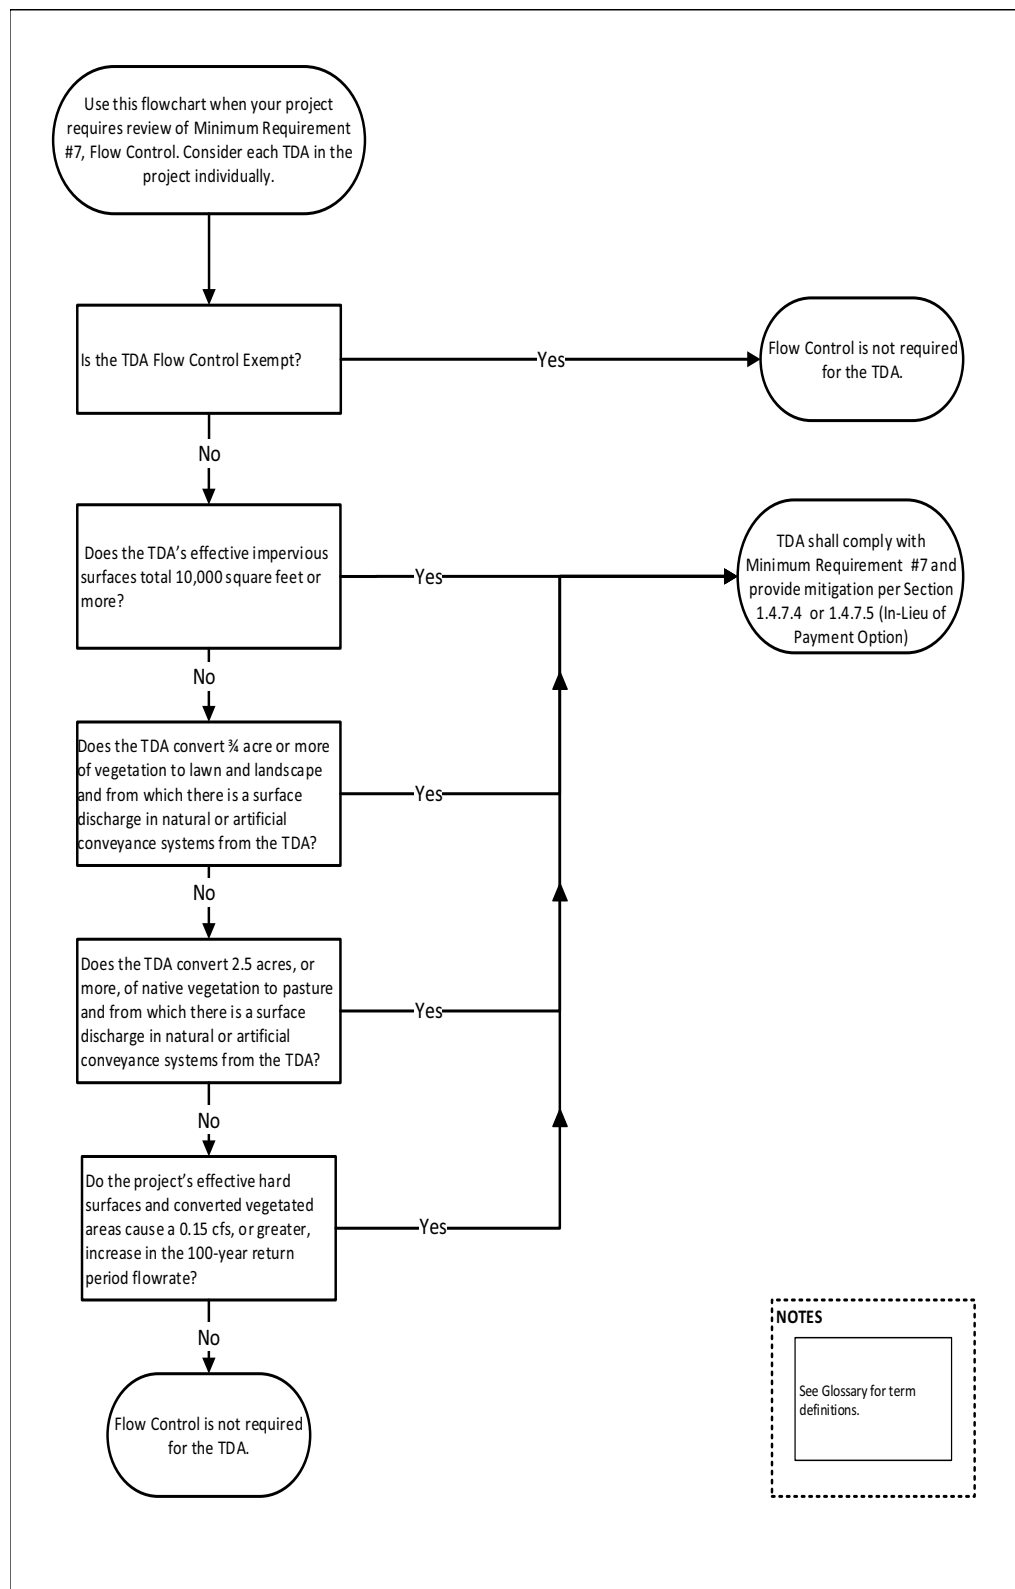 Use this flowchart when your project
requires review of Minimum Requirement
#7, Flow Control. Consider each TDA in the
project individually.
Is the TDA Flow Control Exempt?
Yes
Flow Control is not required
for the TDA.
No
Does the TDA's effective impervious
surfaces total 10,000 square feet or
more?
Yes
TDA shall comply with
Minimum Requirement #7 and
provide mitigation per Section
1.4.7.4 or 1.4.7.5 (In-Lieu of
Payment Option)
No
Does the TDA convert ¾ acre or more
of vegetation to lawn and landscape
and from which there is a surface
discharge in natural or artificial
conveyance systems from the TDA?
Yes
No
Does the TDA convert 2.5 acres, or
more, of native vegetation to pasture
and from which there is a surface
discharge in natural or artificial
conveyance systems from the TDA?
Yes
No
Do the project's effective hard
surfaces and converted vegetated
areas cause a 0.15 cfs, or greater,
increase in the 100-year return
period flowrate?
Yes
No
Flow Control is not required
for the TDA.
NOTES
See Glossary for term
definitions.